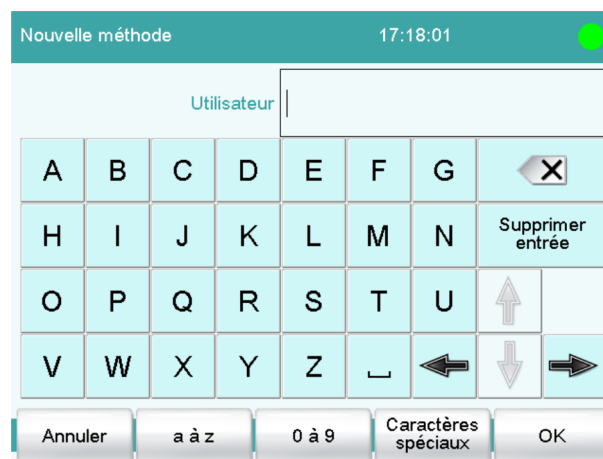 Nouvelle méthode 17:18:01
Utilisateur
A B C D E F G
H I J K L M N Supprimer
entrée
O P Q R S T U
V W X Y Z
Annuler a à z 0 à 9 Caractères
spéciaux OK